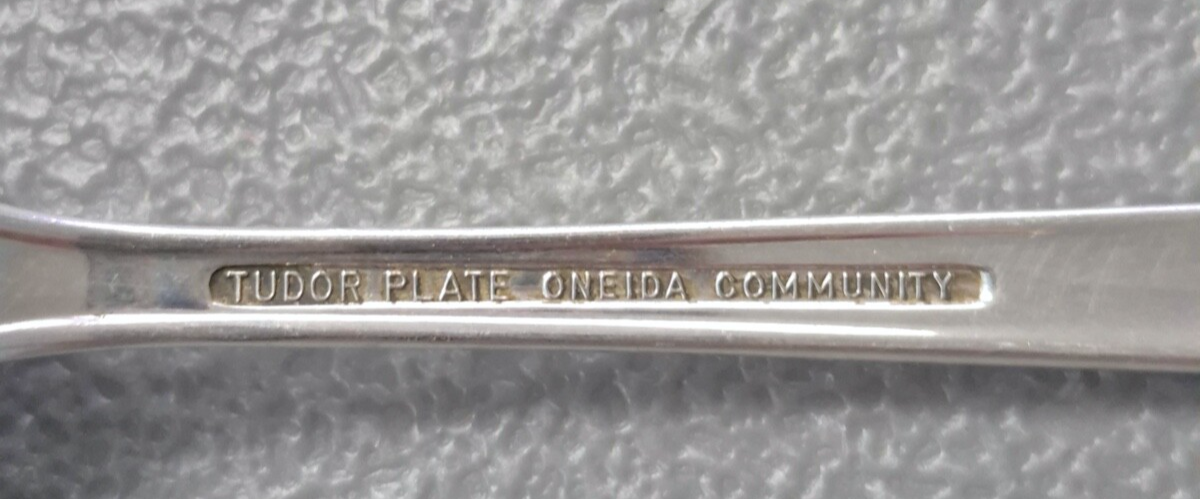 TUDOR PLATE ONEIDA COMMUNITY